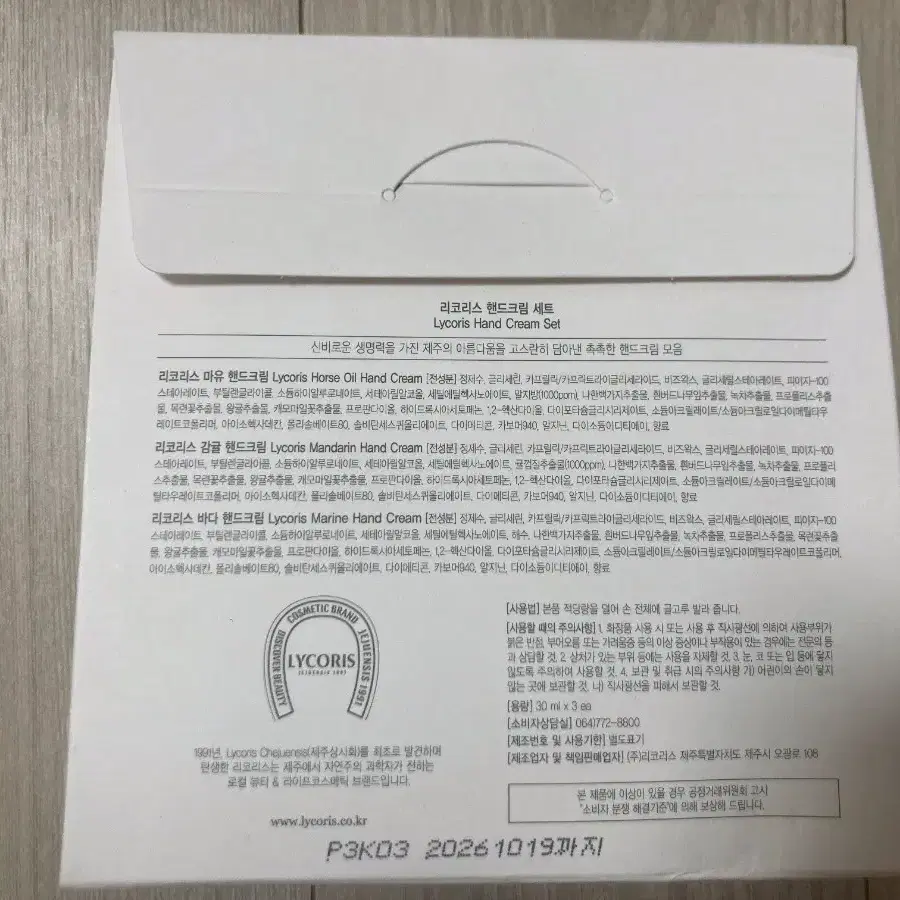 리코리스 핸드크림 세트
Lycoris Hand Cream Set
신비로운 생명력을 가진 제주의 아름다움을 고스란히 담아낸 촉촉한 핸드크림 모음
리코리스 마유 핸드크림 Lycoris Horse Oil Hand Cream [전성분] 정제수, 글리세린, 카프릴릭/카프릭트라이글리세라이드, 비즈왁스, 글리세릴스테아레이트, 피이지-100
스테아레이트, 부틸렌글라이콜, 소듐하이알루로네이트, 세테아릴알코올, 세틸에틸헥사노에이트, 말지방(1000ppm), 나한백가지추출물, 흰버드나무잎추출물, 녹차추출물, 프로폴리스추출
물, 목련꽃추출물, 왕귤추출물, 캐모마일꽃추출물, 프로판다이올, 하이드록시아세토페논, 1,2-헥산다이올, 다이포타슘글리시리제이트, 소듐아크릴레이트/소듐아크릴로일다이메틸타우
레이트코폴리머, 아이소헥사데칸, 폴리솔베이트80, 솔비탄세스퀴올리에이트, 다이메티콘, 카보머940, 알지닌, 다이소듐이디티에이, 향료
리코리스 감귤 핸드크림 Lycoris Mandarin Hand Cream [전성분] 정제수, 글리세린, 카프릴릭/카프릭트라이글리세라이드, 비즈왁스, 글리세릴스테아레이트, 피이지-100
스테아레이트, 부틸렌글라이콜, 소듐하이알루로네이트, 세테아릴알코올, 세틸에틸헥사노에이트, 귤껍질추출물(1000ppm), 나한백가지추출물, 흰버드나무잎추출물, 녹차추출물, 프로폴리
스추출물, 목련꽃추출물, 왕귤추출물, 캐모마일꽃추출물, 프로판다이올, 하이드록시아세토페논, 1,2-헥산다이올, 다이포타슘글리시리제이트, 소듐아크릴레이트/소듐아크릴로일다이메
틸타우레이트코폴리머, 아이소헥사데칸, 폴리솔베이트80, 솔비탄세스퀴올리에이트, 다이메티콘, 카보머940, 알지닌, 다이소듐이디티에이, 향료
리코리스 바다 핸드크림 Lycoris Marine Hand Cream [전성분] 정제수, 글리세린, 카프릴릭/카프릭트라이글리세라이드, 비즈왁스, 글리세릴스테아레이트, 피이지-100
스테아레이트, 부틸렌글라이콜, 소듐하이알루로네이트, 세테아릴알코올, 세틸에틸헥사노에이트, 해수, 나한백가지추출물, 흰버드나무잎추출물, 녹차추출물, 프로폴리스추출물, 목련꽃추출
물, 왕귤추출물, 캐모마일꽃추출물, 프로판다이올, 하이드록시아세토페논, 1,2-헥산다이올, 다이포타슘글리시리제이트, 소듐아크릴레이트/소듐아크릴로일다이메틸타우레이트코폴리머,
아이소헥사데칸, 폴리솔베이트80, 솔비탄세스퀴올리에이트, 다이메티콘, 카보머940, 알지닌, 다이소듐이디티에이, 향료
DISCOVER BEAUTY COSMETIC BRAND JEJUENSIS 1991
LYCORIS
JEJUENSIS 1991
1991년, Lycoris Chejuensis(제주상사화)를 최초로 발견하며
탄생한 리코리스는 제주에서 자연주의 과학자가 전하는
로컬 뷰티 & 라이프코스메틱 브랜드입니다.
www.lycoris.co.kr
[사용법] 본품 적당량을 덜어 손 전체에 골고루 발라 줍니다.
[사용할 때의 주의사항] 1. 화장품 사용 시 또는 사용 후 직사광선에 의하여 사용부위가
붉은 반점, 부어오름 또는 가려움증 등의 이상 증상이나 부작용이 있는 경우에는 전문의 등
과 상담할 것. 2. 상처가 있는 부위 등에는 사용을 자제할 것. 3. 눈, 코 또는 입 등에 닿지
않도록 주의하여 사용할 것. 4. 보관 및 취급 시의 주의사항 가) 어린이의 손이 닿지
않는 곳에 보관할 것. 나) 직사광선을 피해서 보관할 것.
[용량] 30 ml x 3 ea
[소비자상담실] 064)772-8800
[제조번호 및 사용기한] 별도표기
[제조업자 및 책임판매업자] (주)리코리스 제주특별자치도 제주시 오광로 108
본 제품에 이상이 있을 경우 공정거래위원회 고시
"소비자 분쟁 해결기준"에 의해 보상해 드립니다.
P3K03 20261019까지